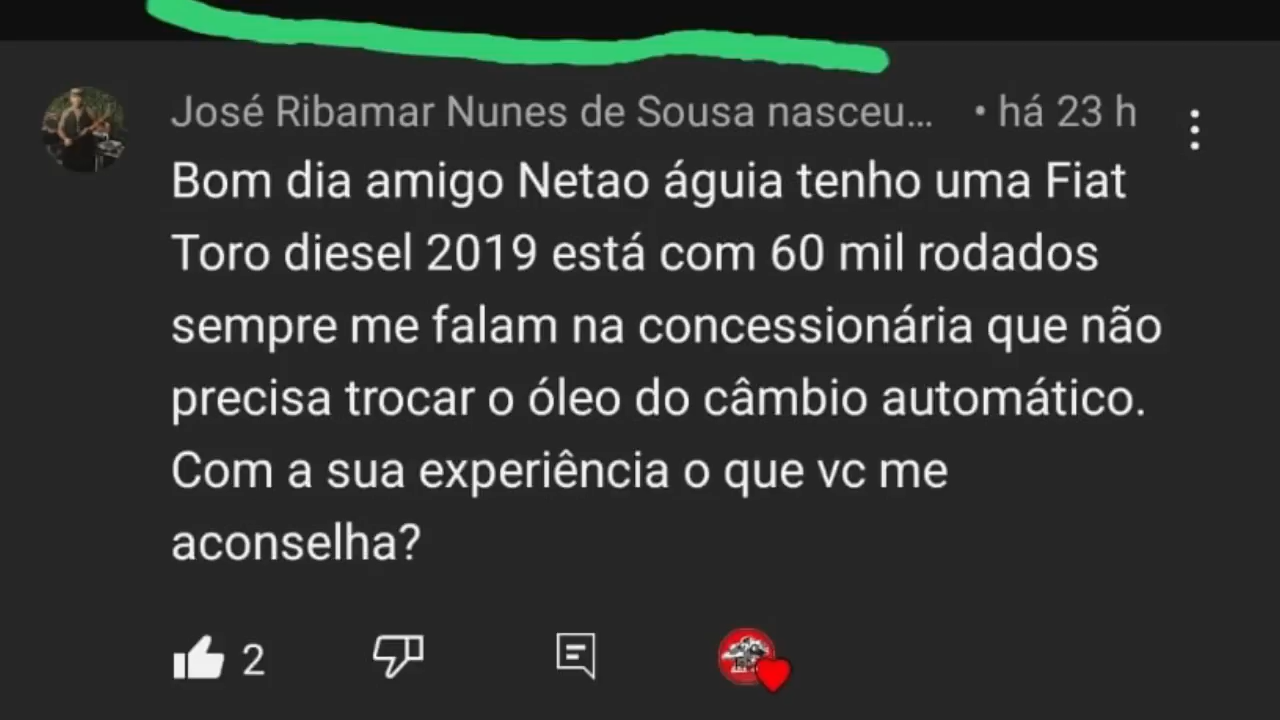 José Ribamar Nunes de Sousa nasceu... • há 23 h
Bom dia amigo Netao águia tenho uma Fiat
Toro diesel 2019 está com 60 mil rodados
sempre me falam na concessionária que não
precisa trocar o óleo do câmbio automático.
Com a sua experiência o que vc me
aconselha?
2